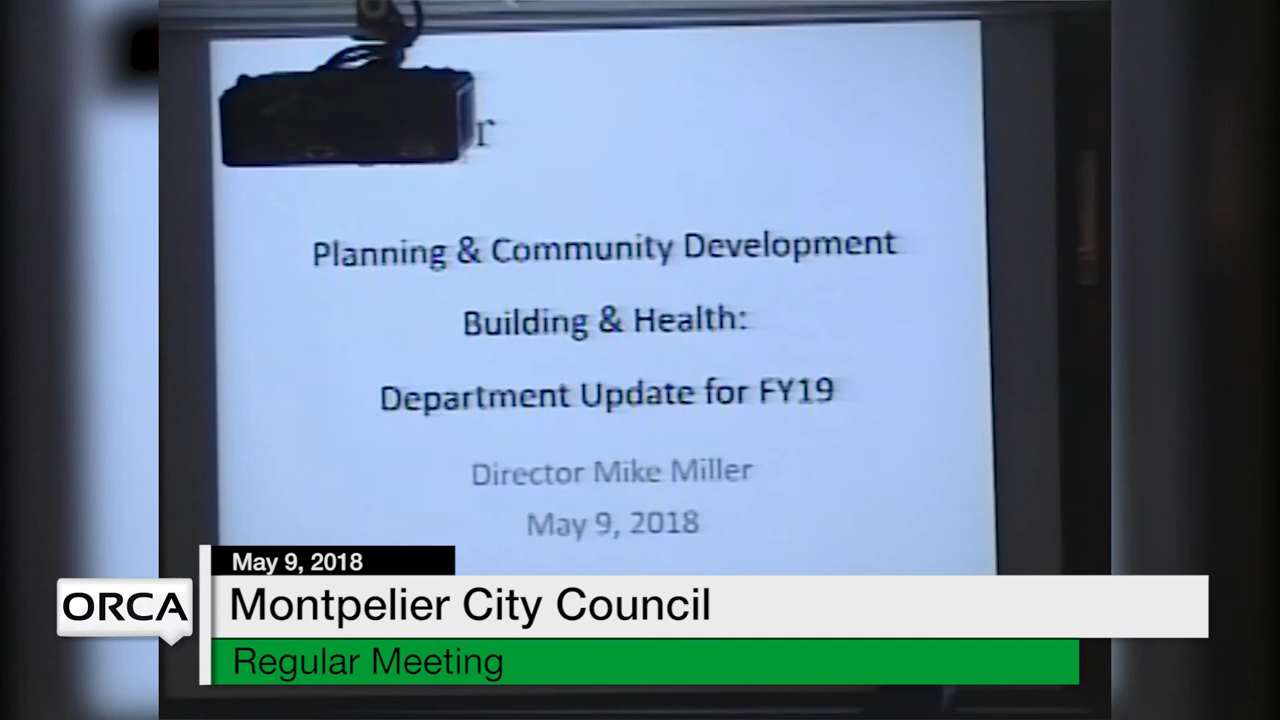 r
Planning & Community Development
Building & Health:
Department Update for FY19
Director Mike Miller
May 9, 2018
May 9, 2018
ORCA
Montpelier City Council
Regular Meeting